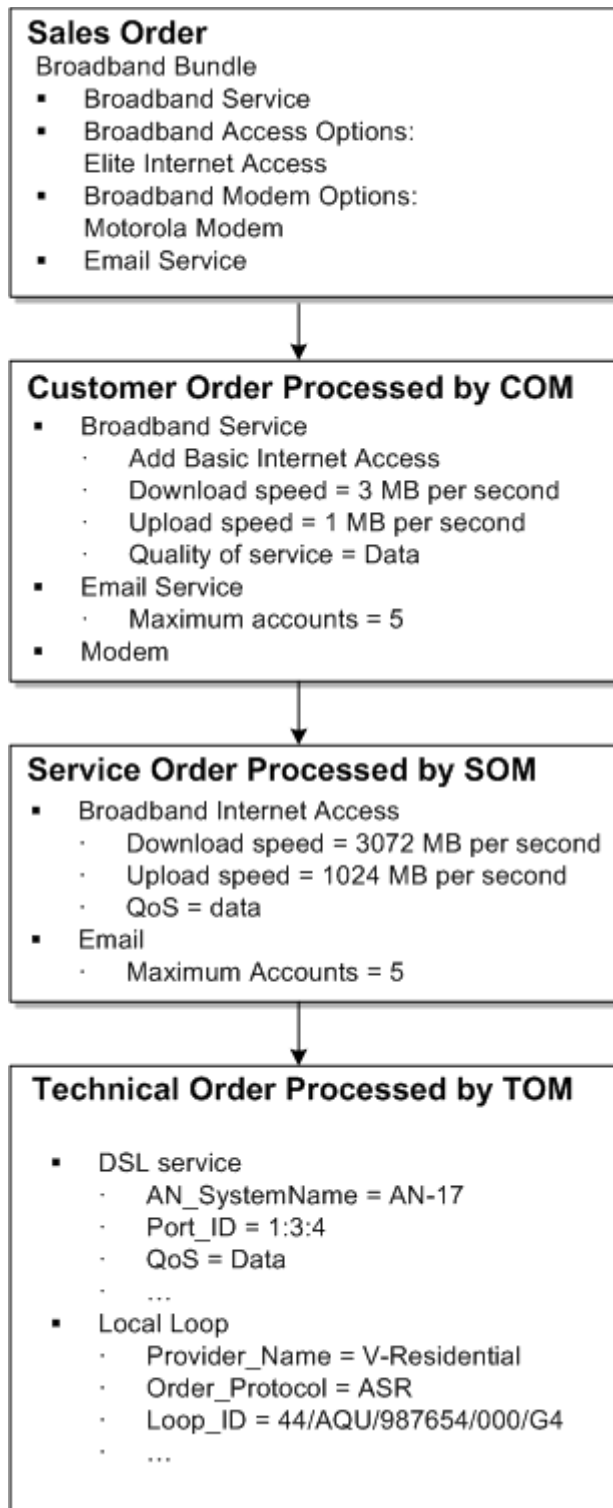 Sales Order
Broadband Bundle
▪ Broadband Service
▪ Broadband Access Options:
Elite Internet Access
▪ Broadband Modem Options:
Motorola Modem
▪ Email Service
Customer Order Processed by COM
▪ Broadband Service
· Add Basic Internet Access
· Download speed = 3 MB per second
· Upload speed = 1 MB per second
· Quality of service = Data
▪ Email Service
· Maximum accounts = 5
▪ Modem
Service Order Processed by SOM
▪ Broadband Internet Access
· Download speed = 3072 MB per second
· Upload speed = 1024 MB per second
· QoS = data
▪ Email
· Maximum Accounts = 5
Technical Order Processed by TOM
▪ DSL service
· AN_SystemName = AN-17
· Port_ID = 1:3:4
· QoS = Data
· ...
▪ Local Loop
· Provider_Name = V-Residential
· Order_Protocol = ASR
· Loop_ID = 44/AQU/987654/000/G4
· ...